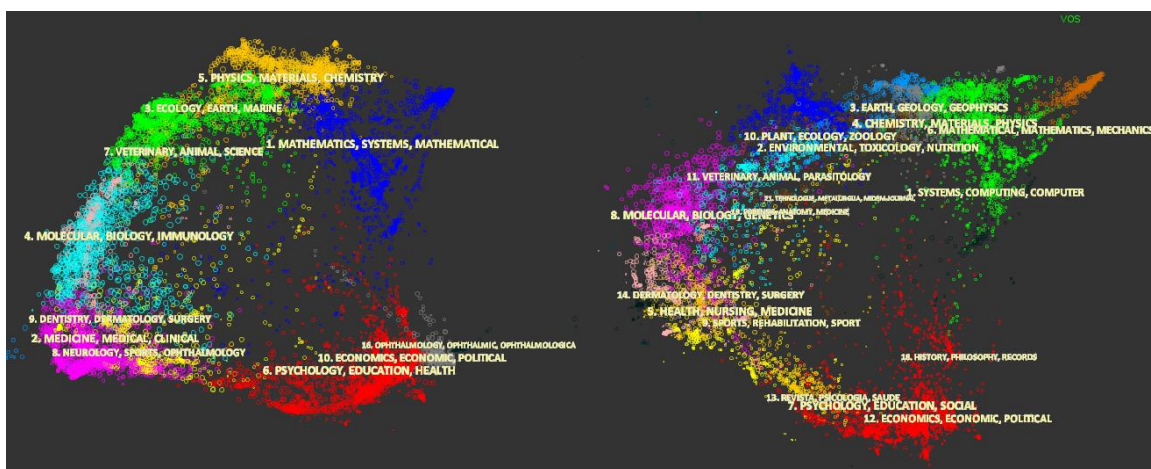 VOS
5. PHYSICS, MATERIALS, CHEMISTRY
3. ECOLOGY, EARTH, MARINE
1. MATHEMATICS, SYSTEMS, MATHEMATICAL
7. VETERINARY, ANIMAL, SCIENCE
4. MOLECULAR, BIOLOGY, IMMUNOLOGY
9. DENTISTRY, DERMATOLOGY, SURGERY
2. MEDICINE, MEDICAL, CLINICAL
8. NEUROLOGY, SPORTS, OPHTHALMOLOGY
16. OPHTHALMOLOGY, OPHTHALMIC, OPHTHALMOLOGICA
10. ECONOMICS, ECONOMIC, POLITICAL
6. PSYCHOLOGY, EDUCATION, HEALTH
3. EARTH, GEOLOGY, GEOPHYSICS
4. CHEMISTRY, MATERIALS, PHYSICS
6. MATHEMATICAL, MATHEMATICS, MECHANICS
10. PLANT, ECOLOGY, ZOOLOGY
2. ENVIRONMENTAL, TOXICOLOGY, NUTRITION
11. VETERINARY, ANIMAL, PARASITOLOGY
1. SYSTEMS, COMPUTING, COMPUTER
ANATOMY, MEDICINE
8. MOLECULAR, BIOLOGY, GENETICS
14. DERMATOLOGY, DENTISTRY, SURGERY
5. HEALTH, NURSING, MEDICINE
9. SPORTS, REHABILITATION, SPORT
18. HISTORY, PHILOSOPHY, RECORDS
13. REVISTA, PSICOLOGIA, SAUDE
7. PSYCHOLOGY, EDUCATION, SOCIAL
12. ECONOMICS, ECONOMIC, POLITICAL